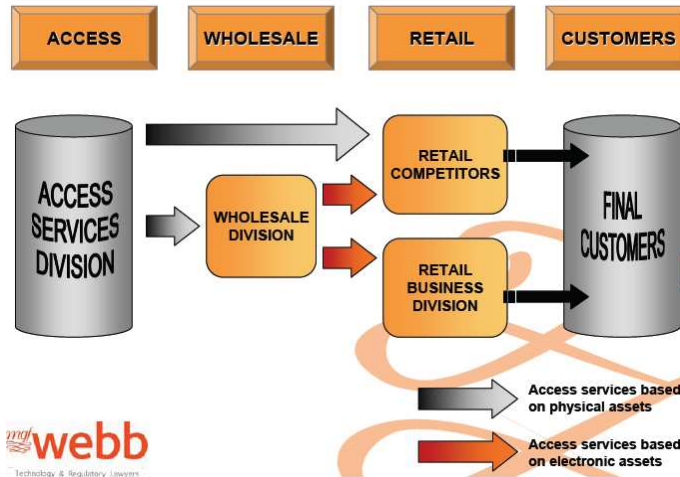 ACCESS
WHOLESALE
RETAIL
CUSTOMERS
ACCESS
SERVICES
DIVISION
WHOLESALE
DIVISION
RETAIL
COMPETITORS
RETAIL
BUSINESS
DIVISION
FINAL
CUSTOMERS
Access services based
on physical assets
Access services based
on electronic assets
mgf
webb
Technology & Regulatory Lawyers